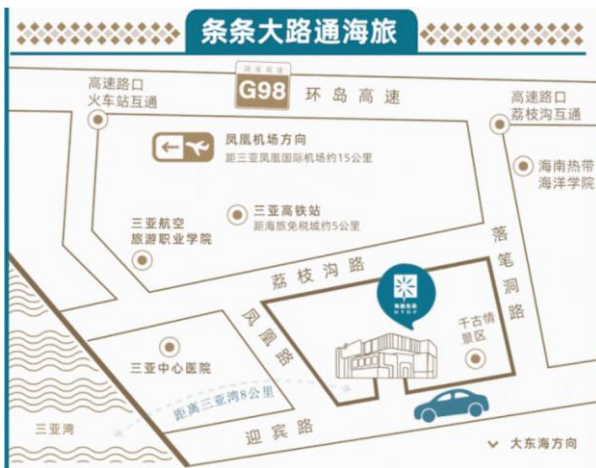 条条大路通海旅
国家高速
G98
环岛高速
高速路口
火车站互通
高速路口
荔枝沟互通
凤凰机场方向
距三亚凤凰国际机场约15公里
海南热带
海洋学院
三亚高铁站
距海旅免税城约5公里
三亚航空
旅游职业学院
落笔洞路
荔枝沟路
海旅免税
HTDF
凤凰路
千古情
景区
三亚中心医院
距离三亚湾8公里
迎宾路
三亚湾
大东海方向